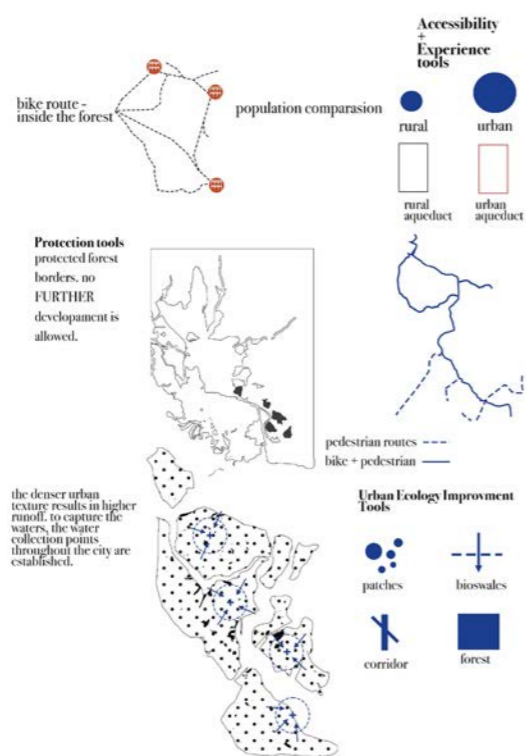 Accessibility
+
Experience
tools
bike route -
inside the forest
population comparasion
rural
urban
rural
aqueduct
urban
aqueduct
Protection tools
protected forest
borders. no
FURTHER
developament is
allowed.
pedestrian routes
bike + pedestrian
the denser urban
texture results in higher
runoff. to capture the
waters, the water
collection points
throughout the city are
established.
Urban Ecology Improvment
Tools
patches
bioswales
corridor
forest